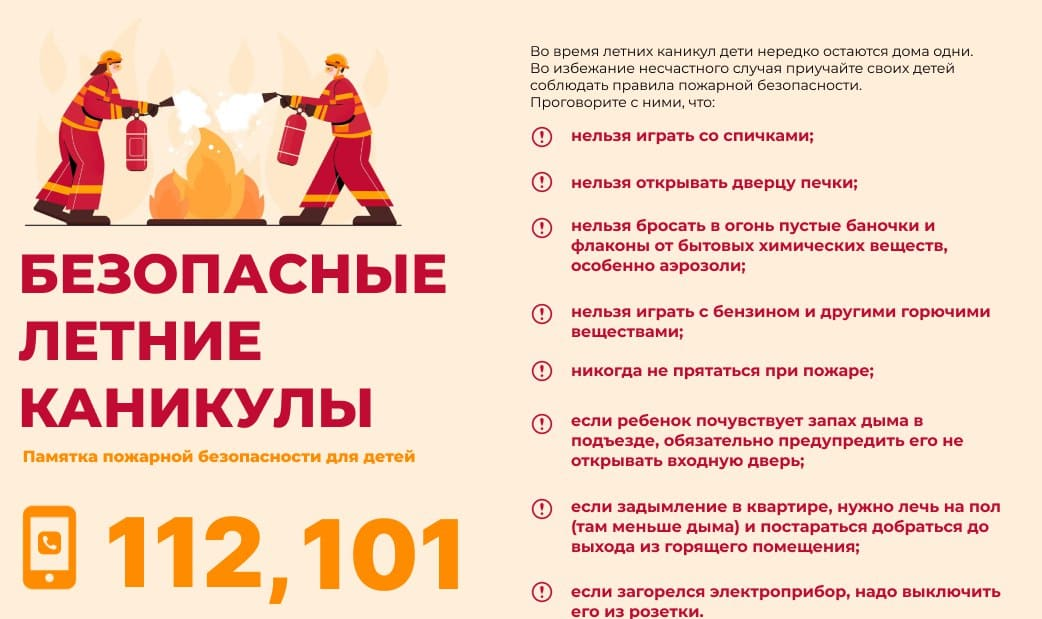 БЕЗОПАСНЫЕ
ЛЕТНИЕ
КАНИКУЛЫ
Памятка пожарной безопасности для детей
112, 101
Во время летних каникул дети нередко остаются дома одни.
Во избежание несчастного случая приучайте своих детей
соблюдать правила пожарной безопасности.
Проговорите с ними, что:
нельзя играть со спичками;
нельзя открывать дверцу печки;
нельзя бросать в огонь пустые баночки и
флаконы от бытовых химических веществ,
особенно аэрозоли;
нельзя играть с бензином и другими горючими
веществами;
никогда не прятаться при пожаре;
если ребенок почувствует запах дыма в
подъезде, обязательно предупредить его не
открывать входную дверь;
если задымление в квартире, нужно лечь на пол
(там меньше дыма) и постараться добраться до
выхода из горящего помещения;
если загорелся электроприбор, надо выключить
его из розетки.